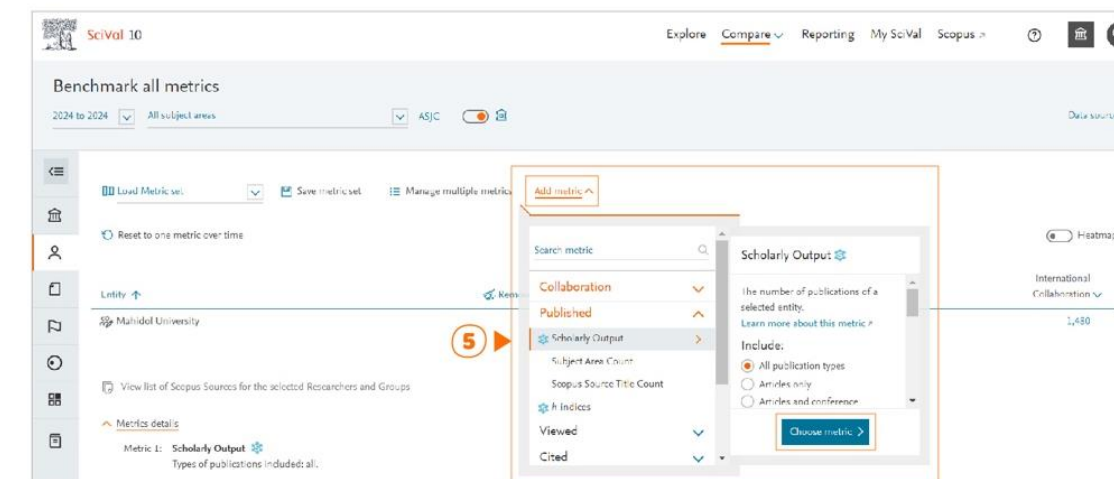 SciVal 10
Explore Compare Reporting My SciVal Scopus
Benchmark all metrics
2024 to 2024 All subject areas ASJC
Data sourc
Load Metric set Save metric set Manage multiple metrics Add metric
Reset to one metric over time
Heatmap
Search metric
Scholarly Output
Collaboration
The number of publications of a
selected entity.
Learn more about this metric
International
Collaboration
Entity
Published
Mahidol University
1,480
5
Scholarly Output
Include:
Subject Area Count
All publication types
View list of Scopus Sources for the selected Researchers and Groups
Scopus Source Title Count
Articles only
h indices
Articles and conference
Metrics details
Viewed
Choose metric
Metric 1: Scholarly Output
Cited
Types of publications included: all.